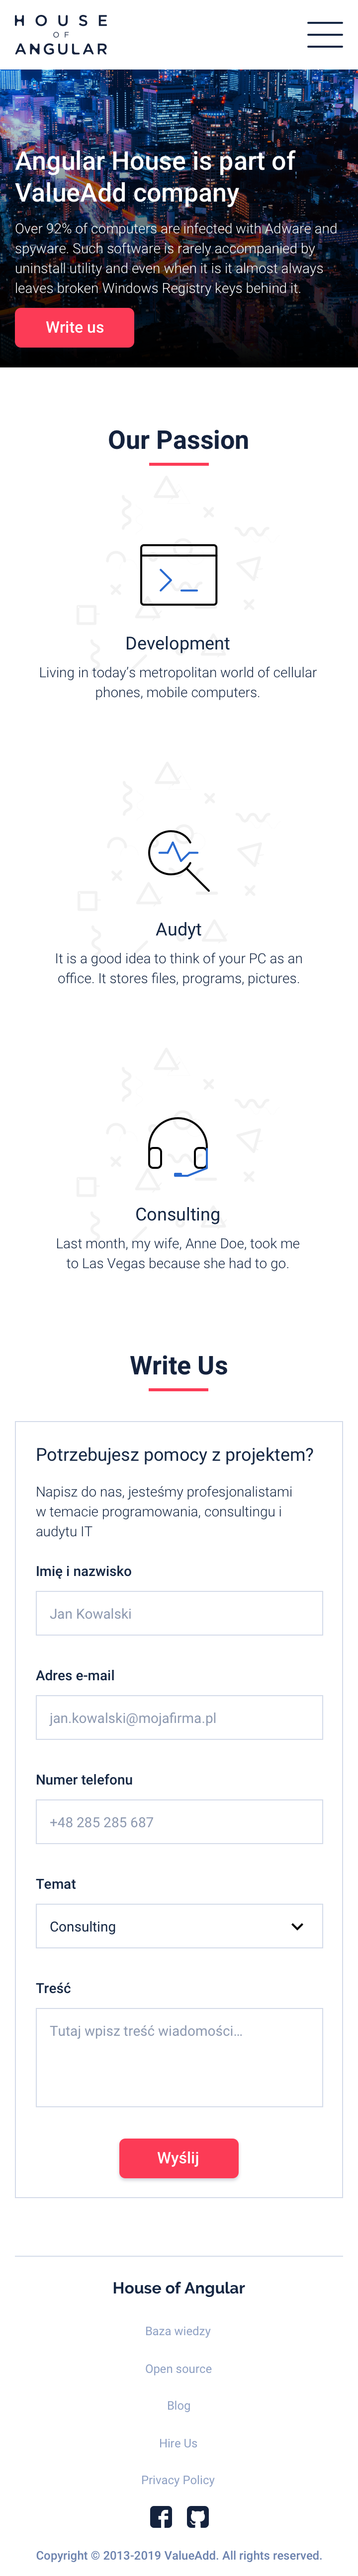 HOUSE
OF
ANGULAR
Angular House is part of
ValueAdd company
Over 92% of computers are infected with Adware and
spyware. Such software is rarely accompanied by
uninstall utility and even when it is it almost always
leaves broken Windows Registry keys behind it.
Write us
Our Passion
Development
Living in today’s metropolitan world of cellular
phones, mobile computers.
Audyt
It is a good idea to think of your PC as an
office. It stores files, programs, pictures.
Consulting
Last month, my wife, Anne Doe, took me
to Las Vegas because she had to go.
Write Us
Potrzebujesz pomocy z projektem?
Napisz do nas, jesteśmy profesjonalistami
w temacie programowania, consultingu i
audytu IT
Imię i nazwisko
Jan Kowalski
Adres e-mail
jan.kowalski@mojafirma.pl
Numer telefonu
+48 285 285 687
Temat
Consulting
Treść
Tutaj wpisz treść wiadomości...
Wyślij
House of Angular
Baza wiedzy
Open source
Blog
Hire Us
Privacy Policy
Copyright © 2013-2019 ValueAdd. All rights reserved.